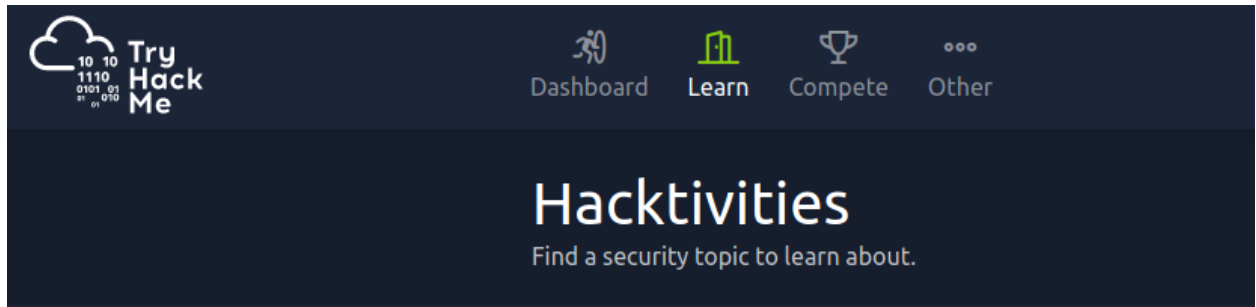 10 10
1110
0101 01
01 01 010
Try
Hack
Me
Dashboard
Learn
Compete
Other
Hacktivities
Find a security topic to learn about.